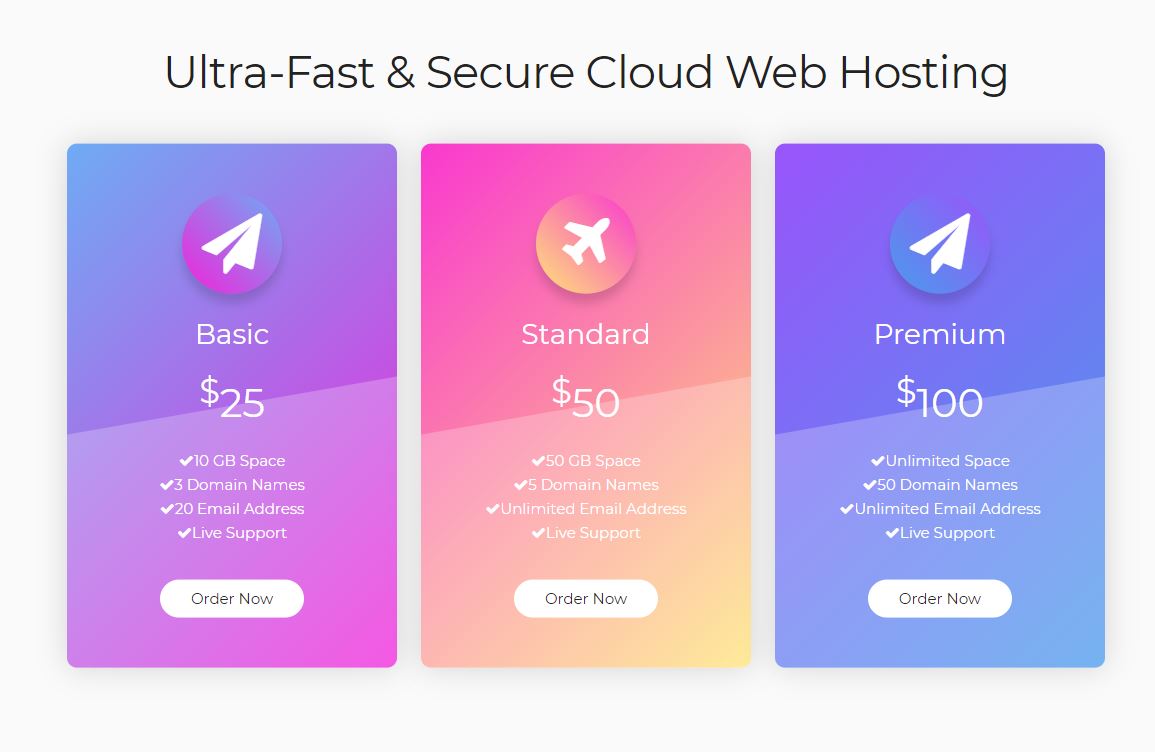 Ultra-Fast & Secure Cloud Web Hosting
Basic
$25
10 GB Space
3 Domain Names
20 Email Address
Live Support
Order Now
Standard
$50
50 GB Space
5 Domain Names
Unlimited Email Address
Live Support
Order Now
Premium
$100
Unlimited Space
50 Domain Names
Unlimited Email Address
Live Support
Order Now